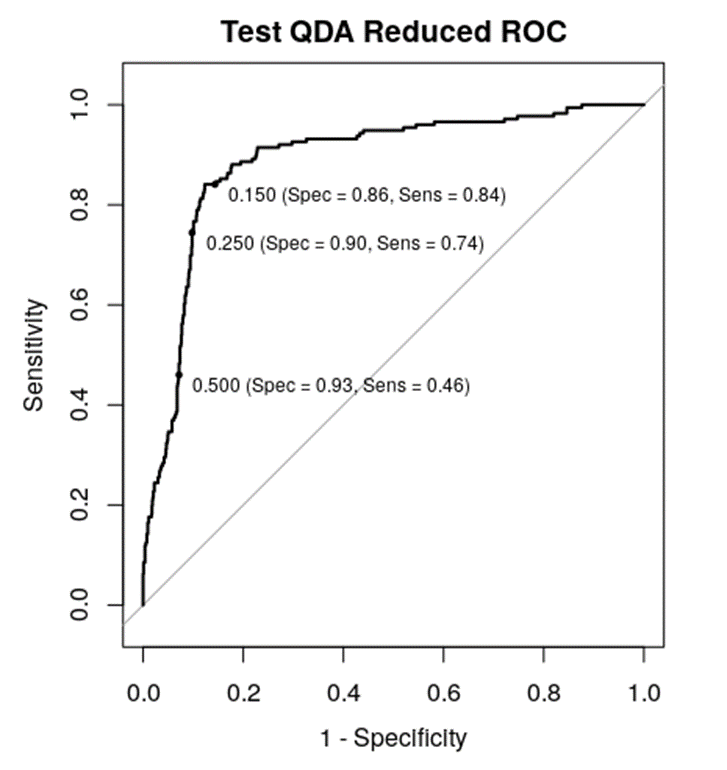 Test QDA Reduced ROC
Sensitivity
1.0
0.8
0.6
0.4
0.2
0.0
0.150 (Spec = 0.86, Sens = 0.84)
0.250 (Spec = 0.90, Sens = 0.74)
0.500 (Spec = 0.93, Sens = 0.46)
0.0 0.2 0.4 0.6 0.8 1.0
1 - Specificity